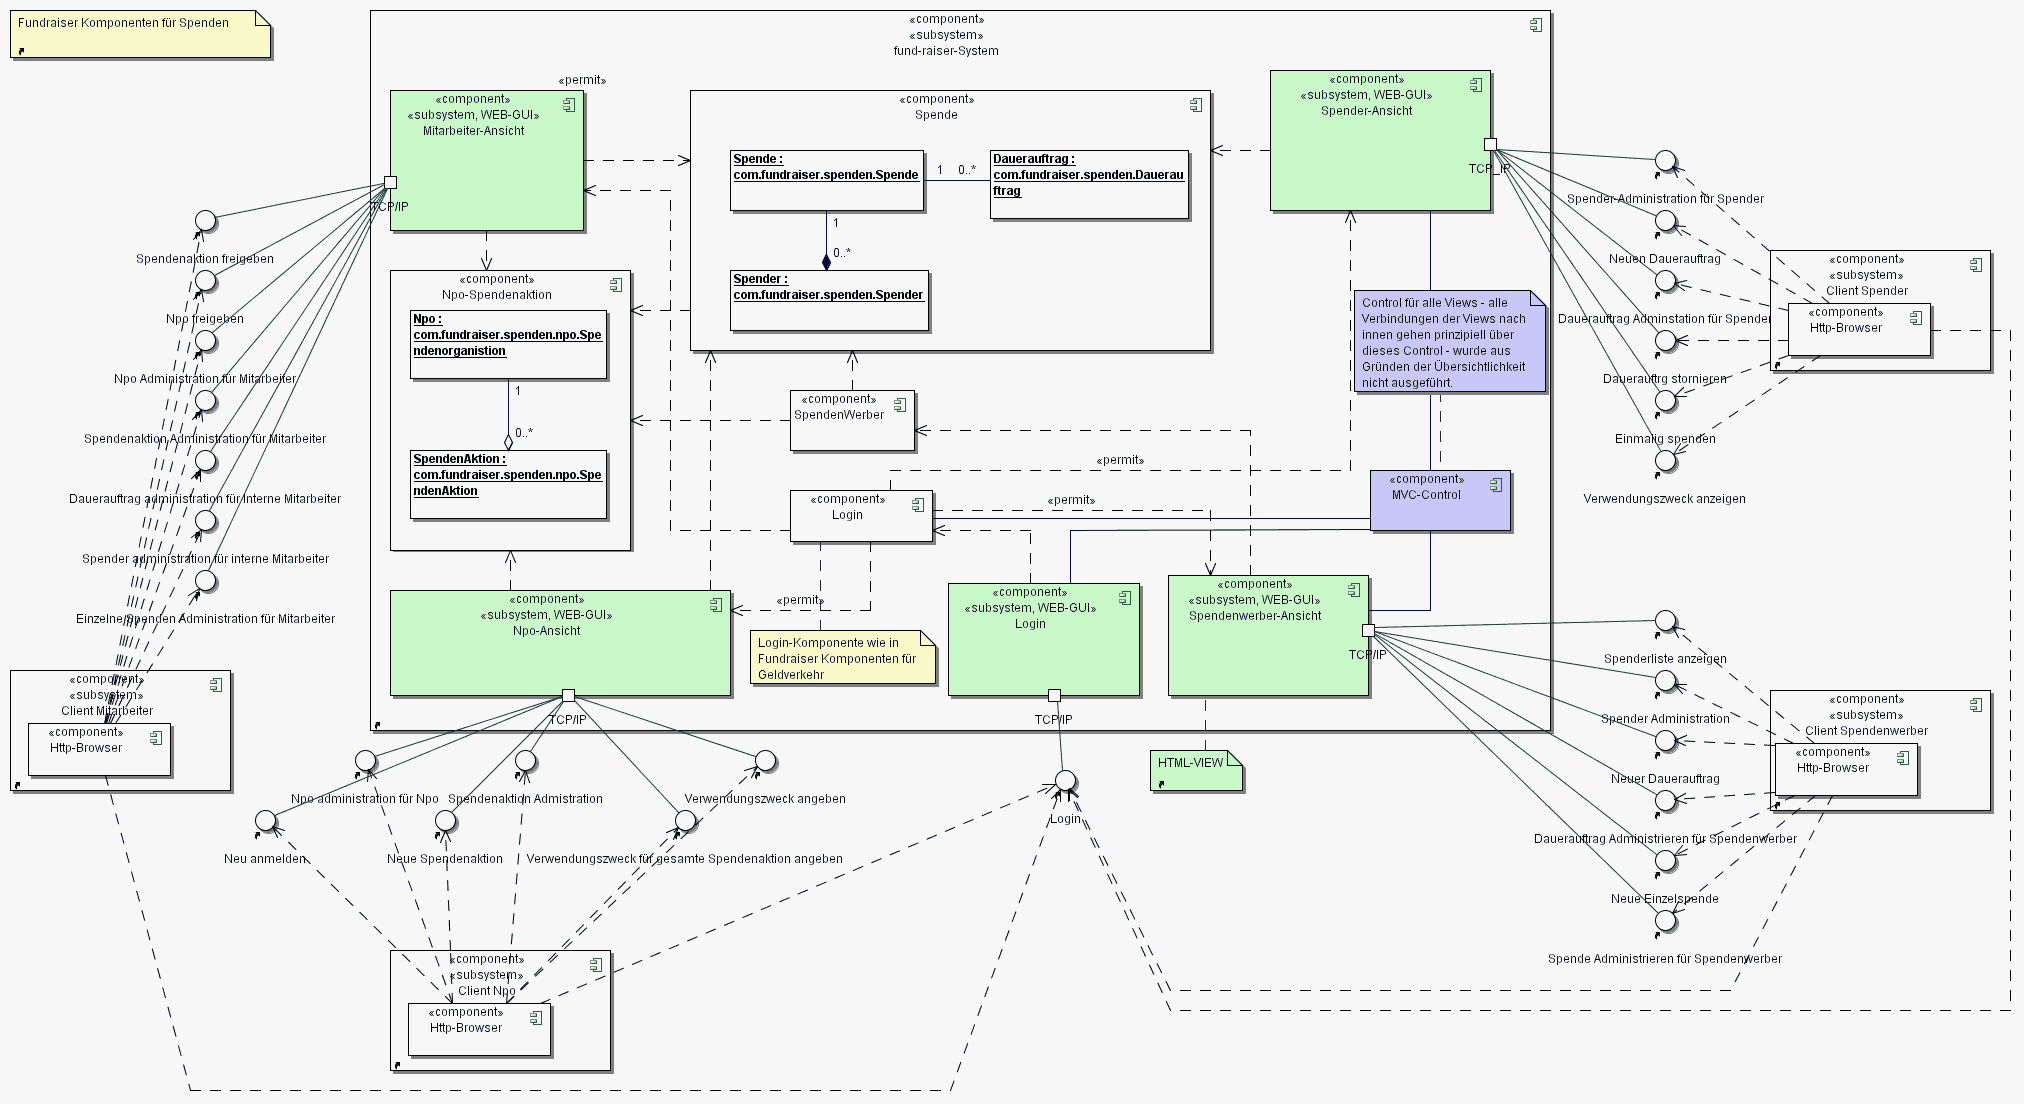 Fundraiser Komponenten für Spenden
«component»
«subsystem»
fund-raiser-System
«permit»
«component»
«subsystem, WEB-GUI»
Mitarbeiter-Ansicht
TCP/IP
«component»
Spende
Spende :
com.fundraiser.spenden.Spende
1
0..*
Dauerauftrag :
com.fundraiser.spenden.Dauerau
ftrag
1
0..*
Spender :
com.fundraiser.spenden.Spender
«component»
«subsystem, WEB-GUI»
Spender-Ansicht
TCP_IP
Spendenaktion freigeben
Npo freigeben
Npo Administration für Mitarbeiter
Spendenaktion Administration für Mitarbeiter
Dauerauftrag administration für Interne Mitarbeiter
Spender administration für interne Mitarbeiter
Einzelne Spenden Administration für Mitarbeiter
«component»
Npo-Spendenaktion
Npo :
com.fundraiser.spenden.npo.Spe
ndenorganistion
1
0..*
SpendenAktion :
com.fundraiser.spenden.npo.Spe
ndenAktion
«component»
SpendenWerber
Control für alle Views - alle
Verbindungen der Views nach
innen gehen prinzipiell über
dieses Control - wurde aus
Gründen der Übersichtlichkeit
nicht ausgeführt.
Spender-Administration für Spender
Neuen Dauerauftrag
Dauerauftrag Adminstation für Spender
Dauerauftrg stornieren
Einmalig spenden
Verwendungszweck anzeigen
«component»
«subsystem»
Client Spender
«component»
Http-Browser
«permit»
«component»
Login
«permit»
«component»
MVC-Control
«component»
«subsystem, WEB-GUI»
Npo-Ansicht
TCP/IP
«permit»
Login-Komponente wie in
Fundraiser Komponenten für
Geldverkehr
«component»
«subsystem, WEB-GUI»
Login
TCP/IP
«component»
«subsystem, WEB-GUI»
Spendenwerber-Ansicht
TCP/IP
HTML-VIEW
«component»
«subsystem»
Client Mitarbeiter
«component»
Http-Browser
Npo administration für Npo
Spendenaktion Admistration
Verwendungszweck angeben
Neu anmelden
Neue Spendenaktion
Verwendungszweck für gesamte Spendenaktion angeben
Login
Spenderliste anzeigen
Spender Administration
Neuer Dauerauftrag
Dauerauftrag Administrieren für Spendenwerber
Neue Einzelspende
Spende Administrieren für Spendenwerber
«component»
«subsystem»
Client Spendenwerber
«component»
Http-Browser
«component»
«subsystem»
Client Npo
«component»
Http-Browser